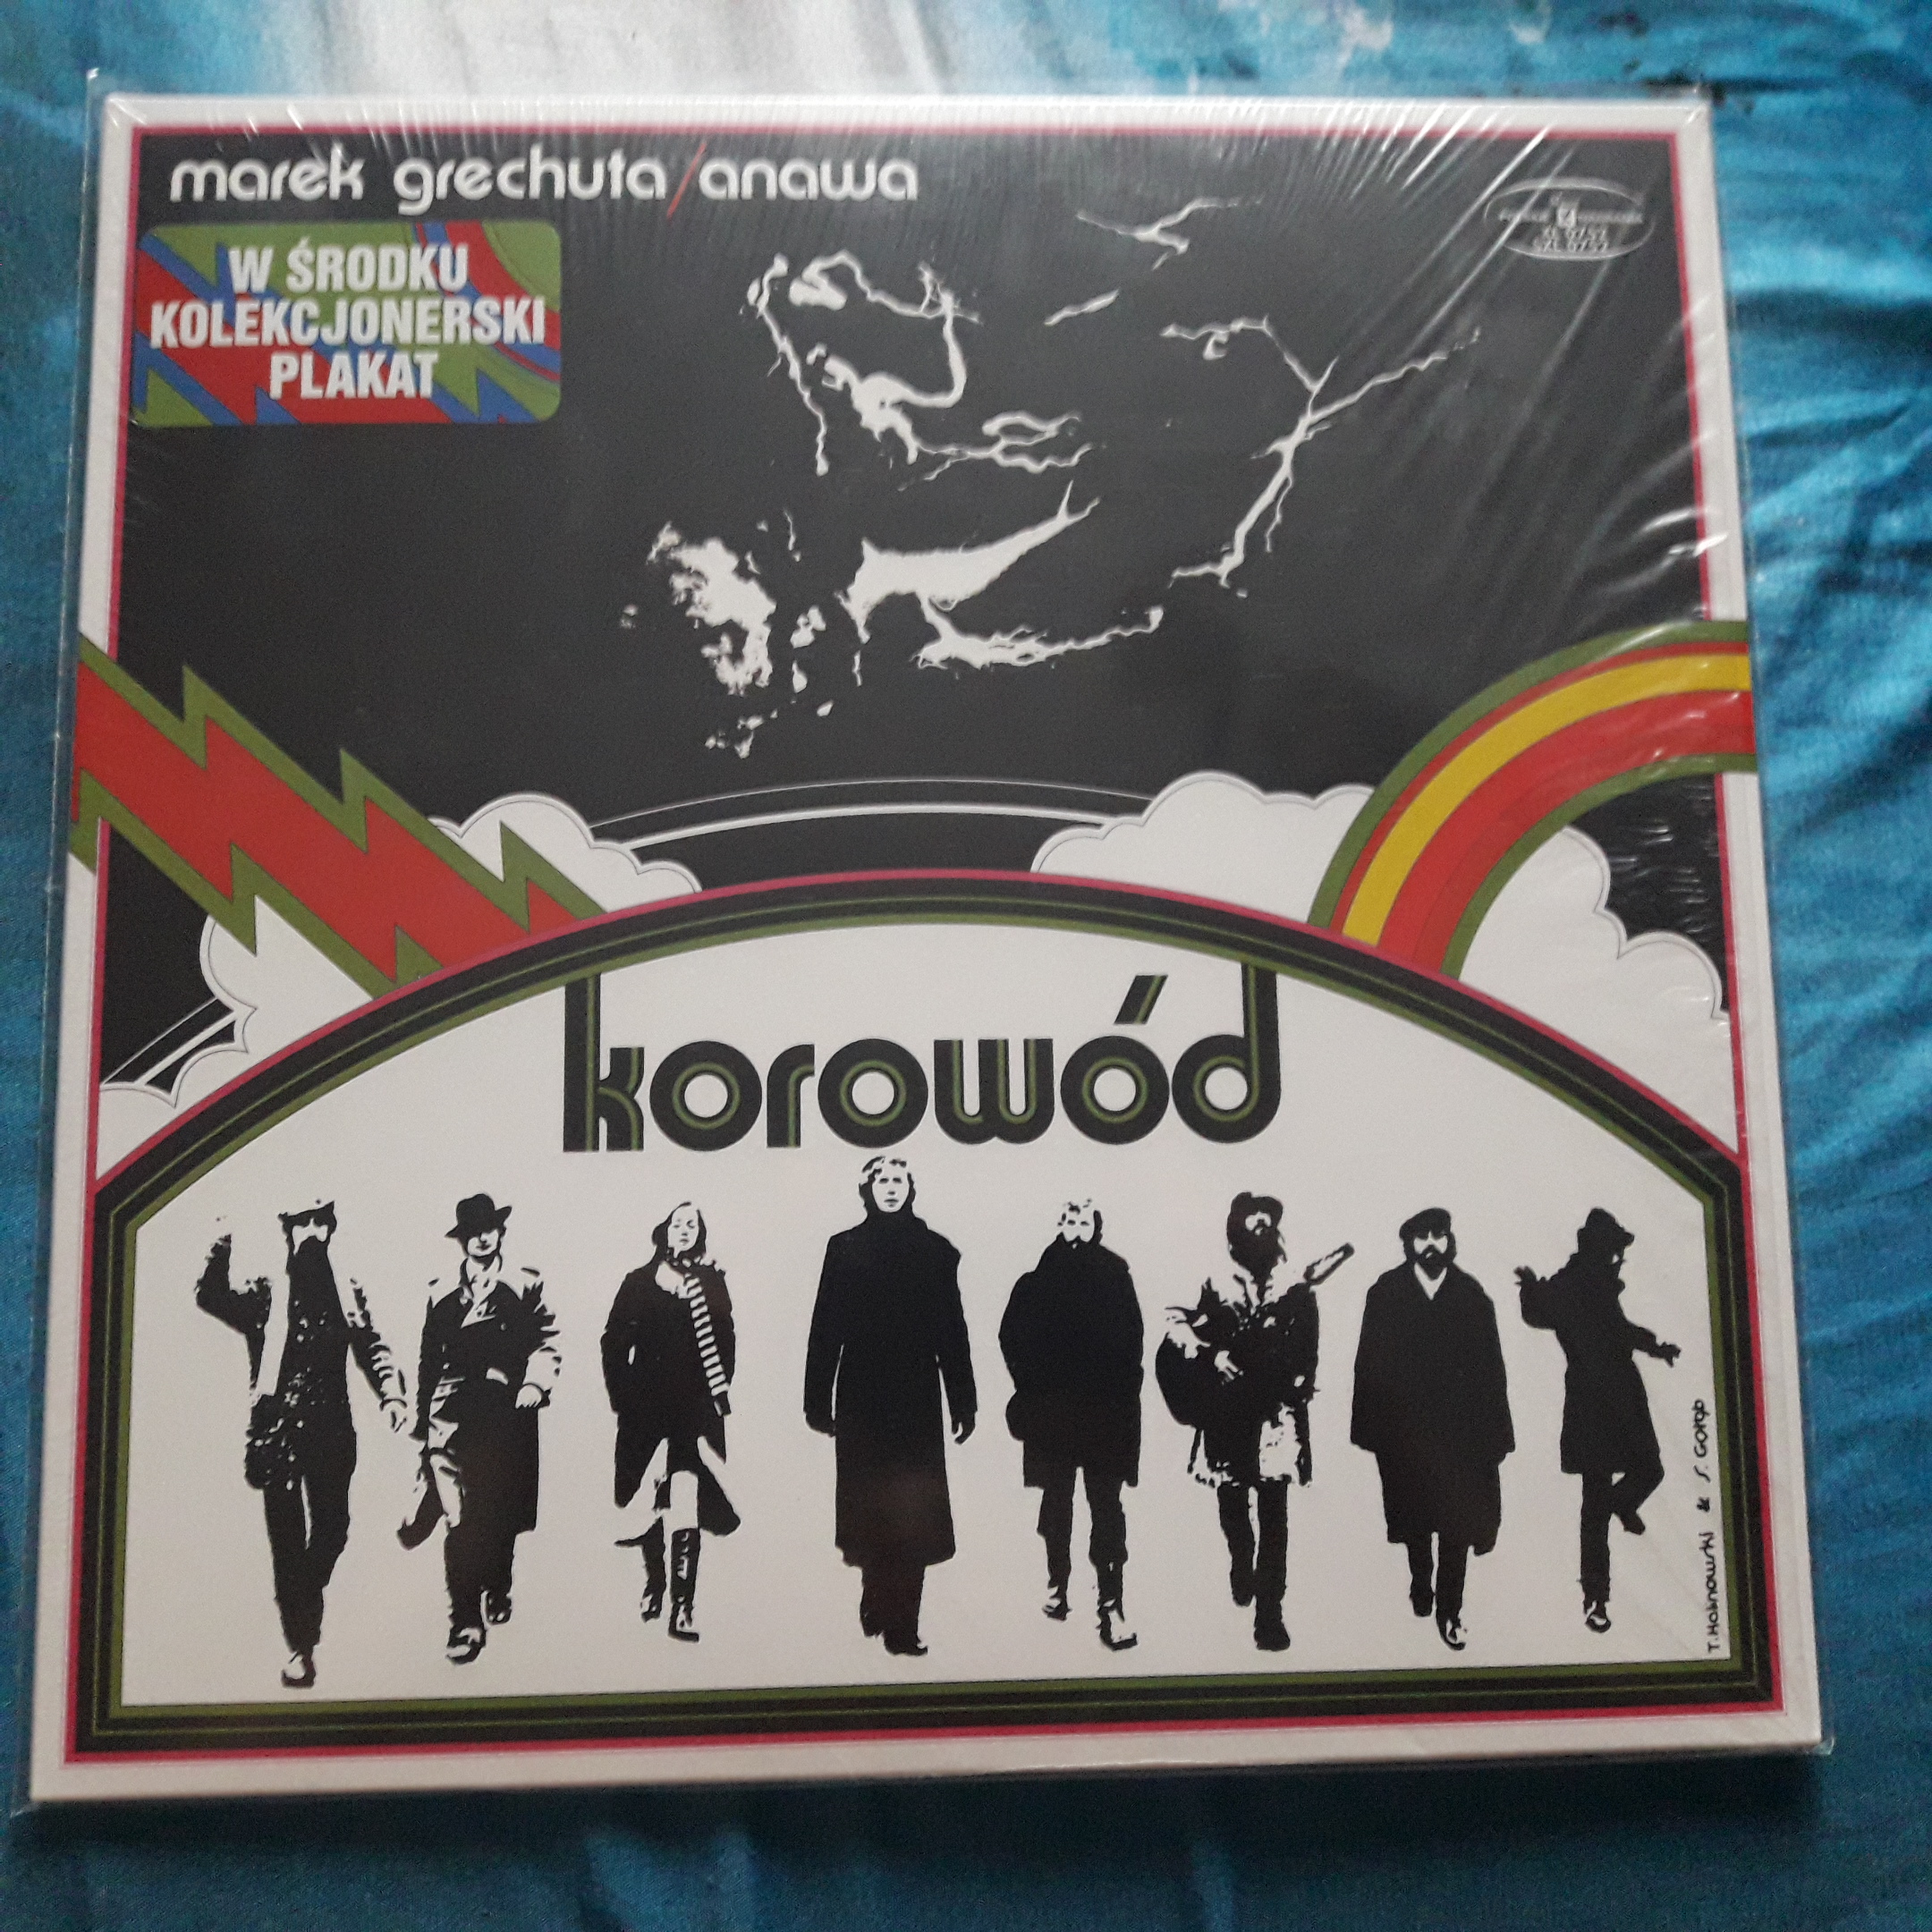 marek grechuta/anawa
W ŚRODKU
KOLEKCJONERSKI
PLAKAT
korowód